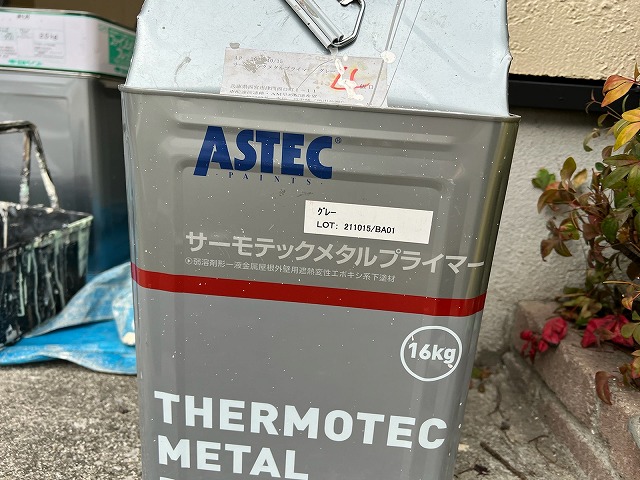 ASTEC®
PAINTS
グレー
LOT: 211015/BA01
サーモテックメタルプライマー
弱溶剤形一液金属屋根外壁用遮熱変性エポキシ系下塗材
16kg
THERMOTEC
METAL